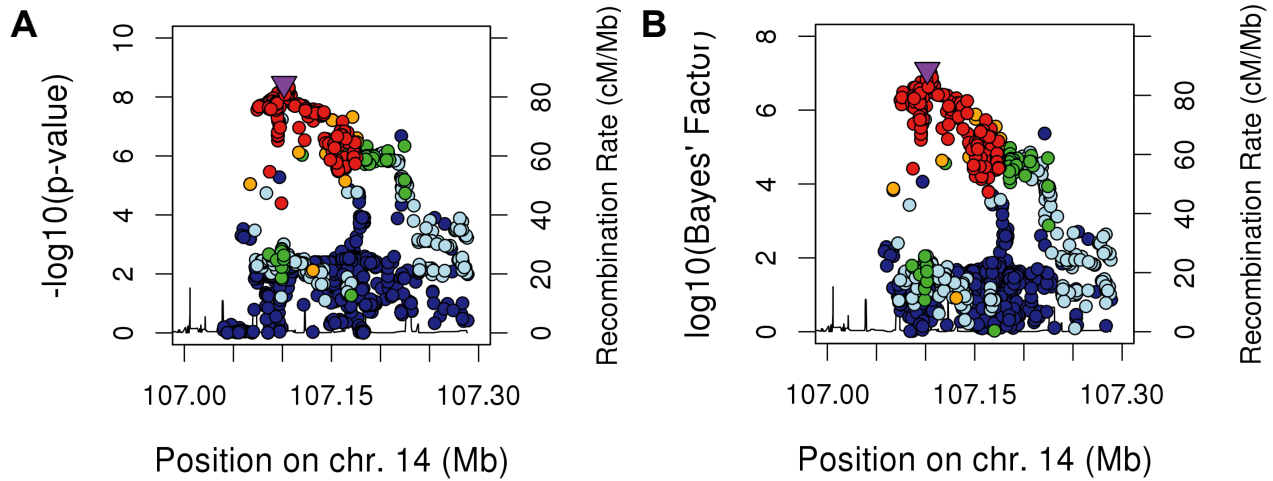 A
-log10(p-value)
10
8
6
4
2
0
80
60
40
20
0
Recombination Rate (cM/Mb)
107.00 107.15 107.30
Position on chr. 14 (Mb)
B
log10(Bayes' Factor)
8
6
4
2
0
80
60
40
20
0
Recombination Rate (cM/Mb)
107.00 107.15 107.30
Position on chr. 14 (Mb)